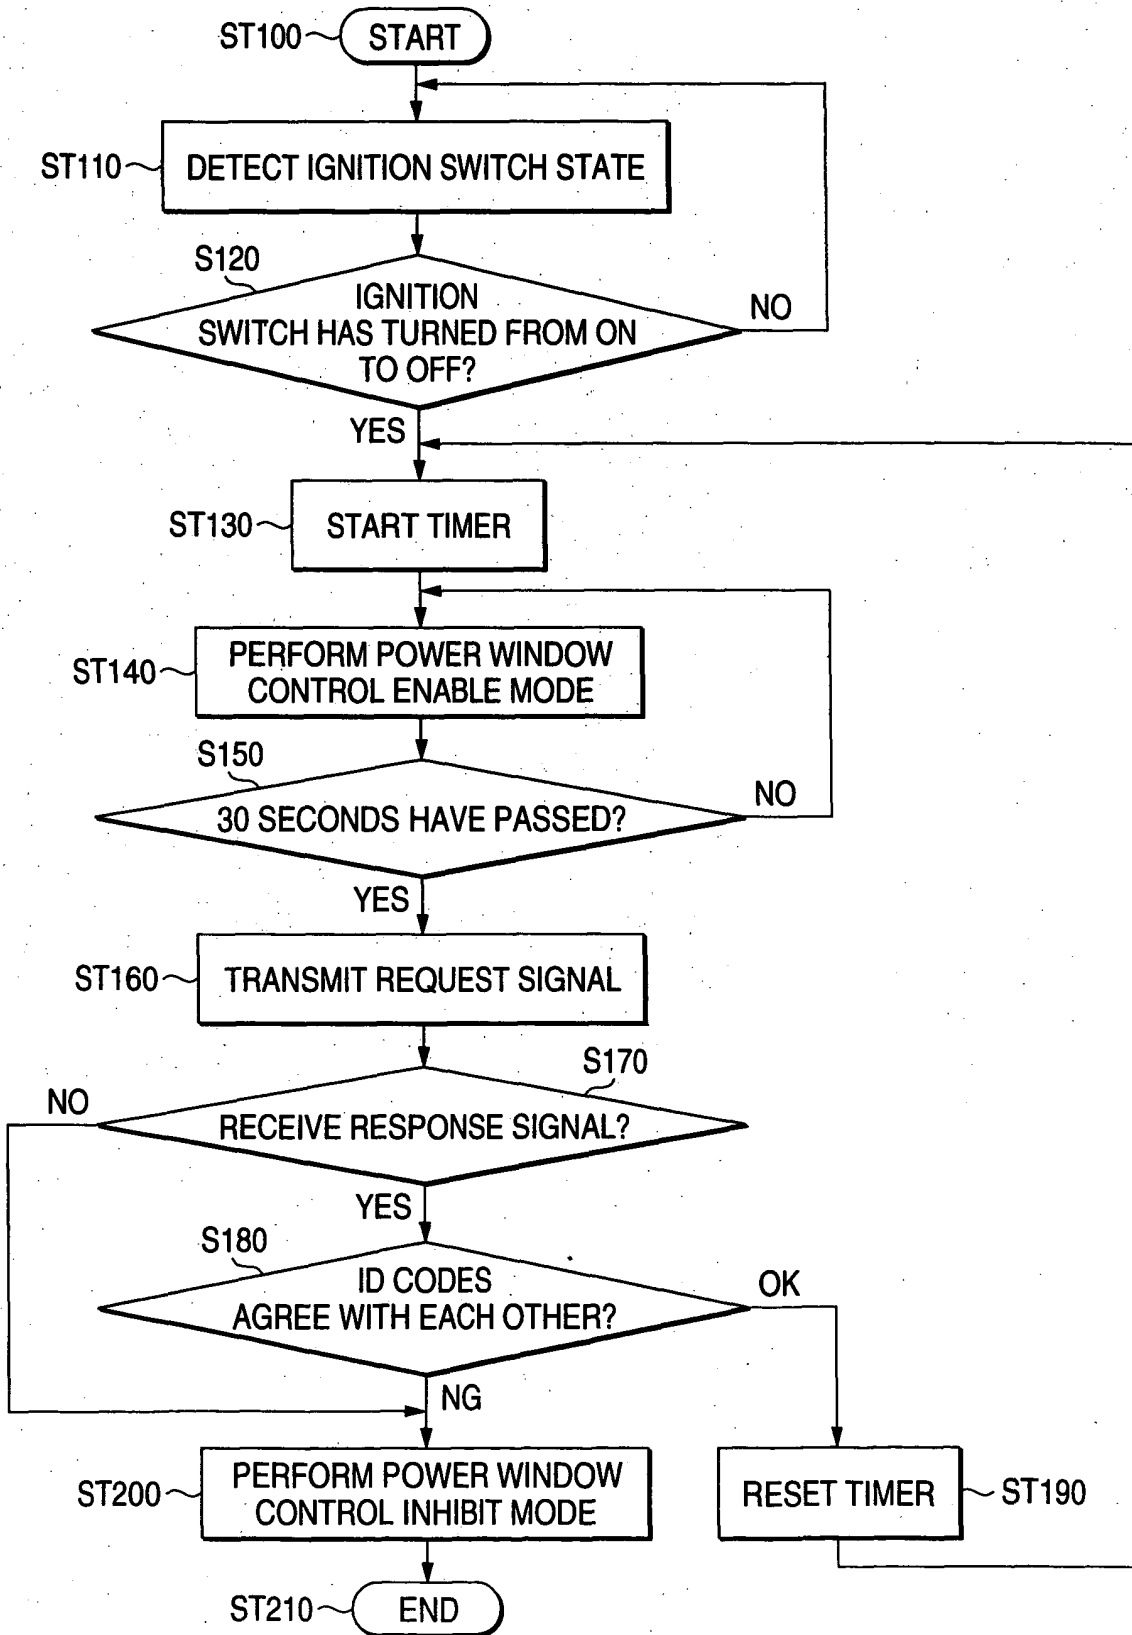 ST100
START
ST110
DETECT IGNITION SWITCH STATE
S120
IGNITION
SWITCH HAS TURNED FROM ON
TO OFF?
NO
YES
ST130
START TIMER
ST140
PERFORM POWER WINDOW
CONTROL ENABLE MODE
S150
30 SECONDS HAVE PASSED?
NO
YES
ST160
TRANSMIT REQUEST SIGNAL
S170
NO
RECEIVE RESPONSE SIGNAL?
YES
S180
ID CODES
AGREE WITH EACH OTHER?
OK
NG
ST200
PERFORM POWER WINDOW
CONTROL INHIBIT MODE
RESET TIMER
ST190
ST210
END